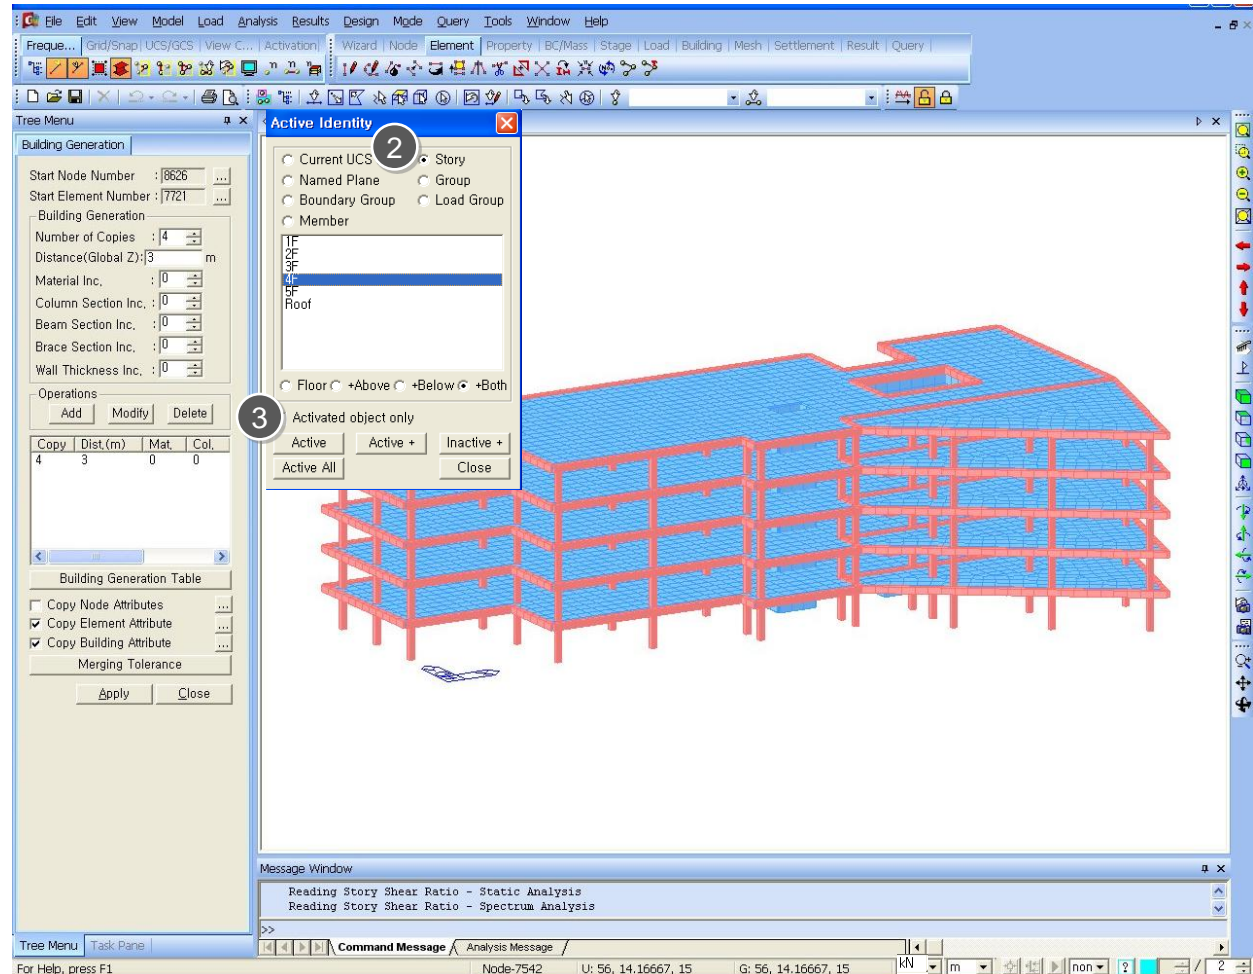 File Edit View Model Load Analysis Results Design Mode Query Tools Window Help
Freque... Grid/Snap UCS/GCS View C... Activation Wizard Node Element Property BC/Mass Stage Load Building Mesh Settlement Result Query
Tree Menu
Building Generation
Start Node Number : 8626 ...
Start Element Number : 7721 ...
Building Generation
Number of Copies : 4
Distance(Global Z): 3 m
Material Inc. : 0
Column Section Inc. : 0
Beam Section Inc. : 0
Brace Section Inc. : 0
Wall Thickness Inc. : 0
Operations
Add Modify Delete
Copy Dist.(m) Mat. Col.
4 3 0 0
Building Generation Table
Copy Node Attributes ...
Copy Element Attribute ...
Copy Building Attribute ...
Merging Tolerance
Apply Close
Tree Menu Task Pane
Active Identity
2
Current UCS Story
Named Plane Group
Boundary Group Load Group
Member
1F
2F
3F
4F
5F
Roof
Floor +Above +Below +Both
3
Activated object only
Active Active + Inactive +
Active All Close
Message Window
Reading Story Shear Ratio - Static Analysis
Reading Story Shear Ratio - Spectrum Analysis
>>
Command Message Analysis Message
For Help, press F1 Node-7542 U: 56, 14.16667, 15 G: 56, 14.16667, 15 kN m non ? / 2